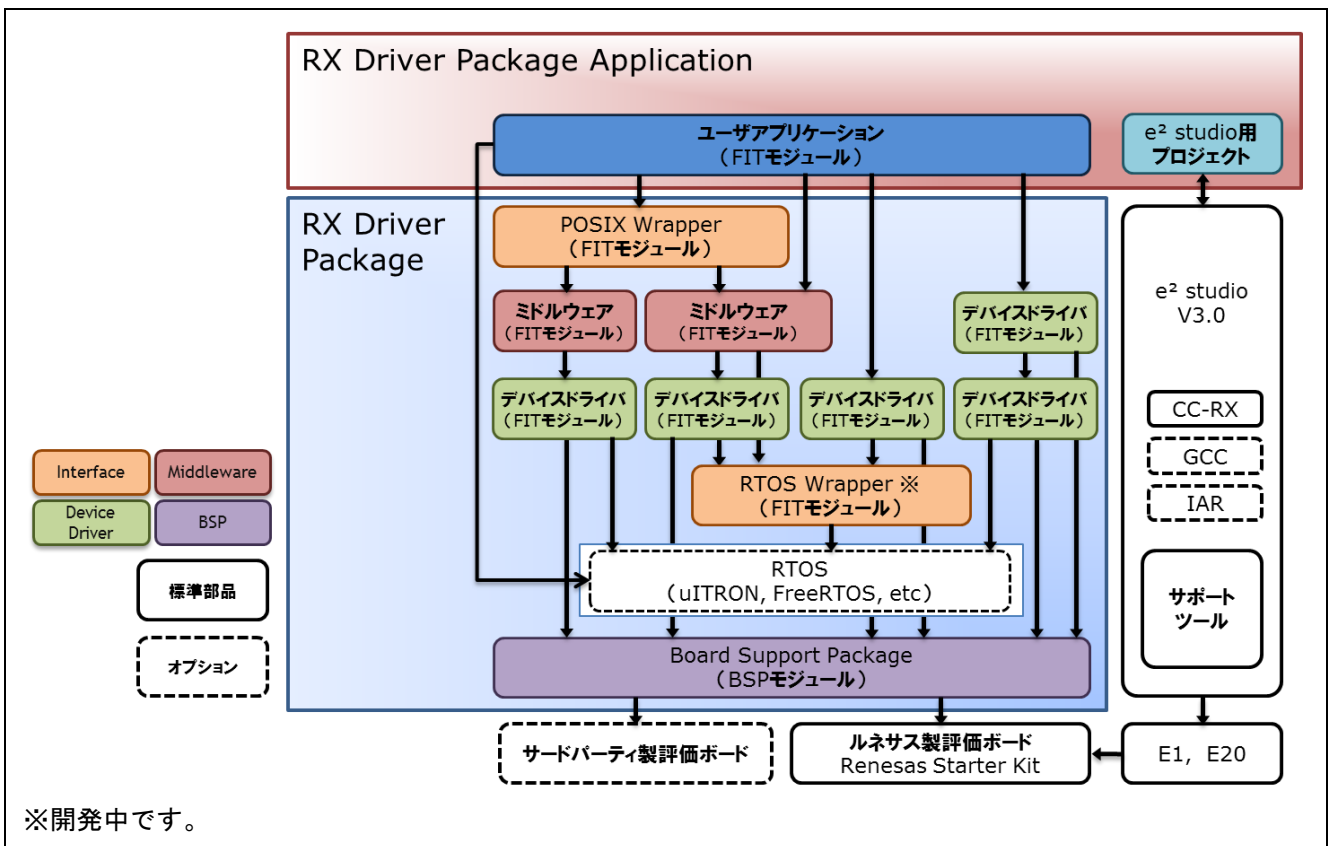 RX Driver Package Application
ユーザアプリケーション
(FITモジュール)
e² studio用
プロジェクト
RX Driver
Package
POSIX Wrapper
(FITモジュール)
ミドルウェア
(FITモジュール)
ミドルウェア
(FITモジュール)
デバイスドライバ
(FITモジュール)
デバイスドライバ
(FITモジュール)
デバイスドライバ
(FITモジュール)
デバイスドライバ
(FITモジュール)
デバイスドライバ
(FITモジュール)
RTOS Wrapper ※
(FITモジュール)
RTOS
(uITRON, FreeRTOS, etc)
Board Support Package
(BSPモジュール)
サードパーティ製評価ボード
ルネサス製評価ボード
Renesas Starter Kit
e² studio
V3.0
CC-RX
GCC
IAR
サポート
ツール
E1, E20
Interface
Middleware
Device
Driver
BSP
標準部品
オプション
※開発中です。